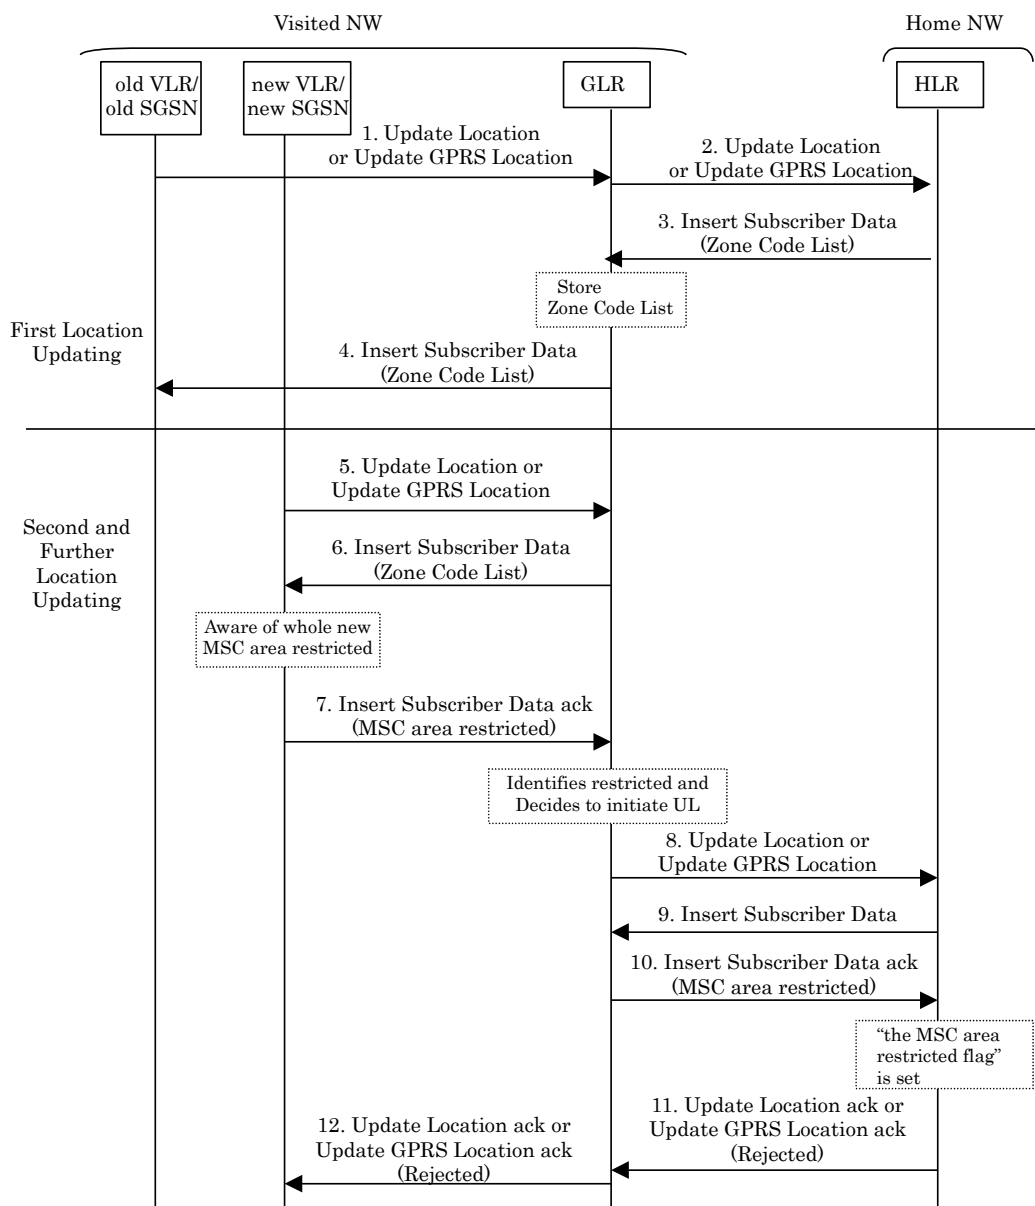 Visited NW
Home NW
old VLR/
old SGSN
new VLR/
new SGSN
GLR
HLR
1. Update Location
or Update GPRS Location
2. Update Location
or Update GPRS Location
3. Insert Subscriber Data
(Zone Code List)
Store
Zone Code List
First Location
Updating
4. Insert Subscriber Data
(Zone Code List)
5. Update Location or
Update GPRS Location
Second and
Further
Location
Updating
6. Insert Subscriber Data
(Zone Code List)
Aware of whole new
MSC area restricted
7. Insert Subscriber Data ack
(MSC area restricted)
Identifies restricted and
Decides to initiate UL
8. Update Location or
Update GPRS Location
9. Insert Subscriber Data
10. Insert Subscriber Data ack
(MSC area restricted)
“the MSC area
restricted flag”
is set
11. Update Location ack or
Update GPRS Location ack
(Rejected)
12. Update Location ack or
Update GPRS Location ack
(Rejected)